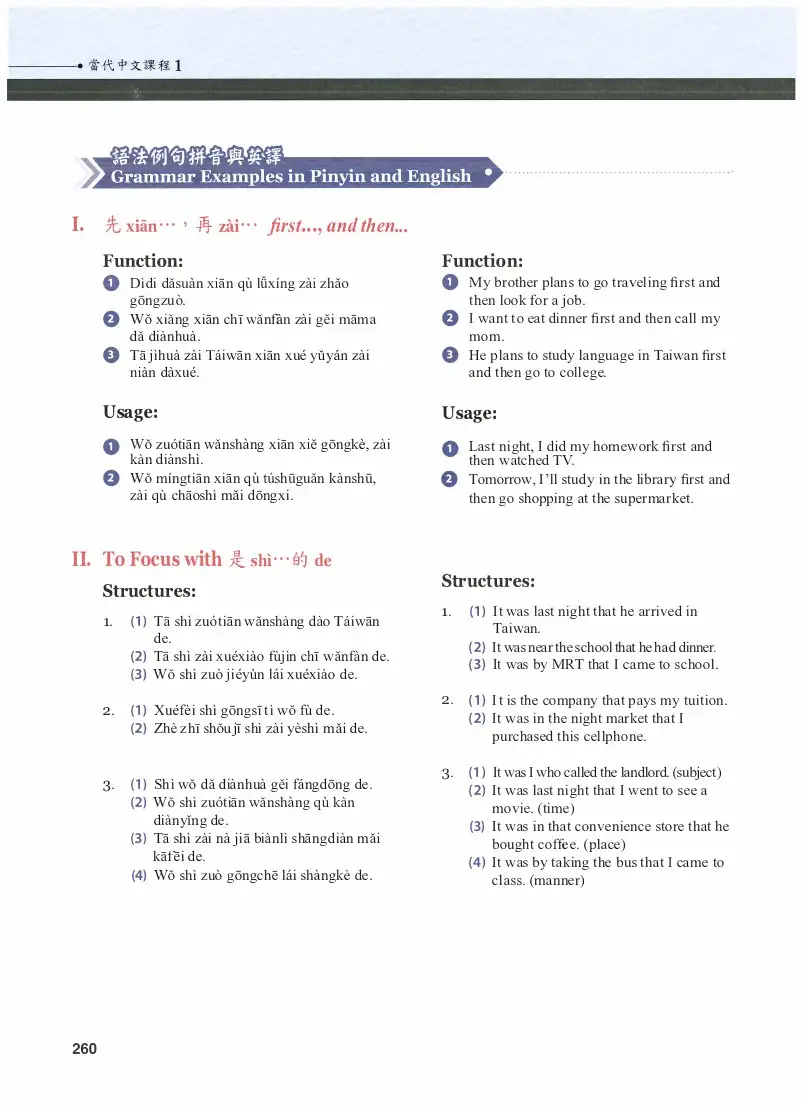 當代中文課程 1
語法例句拼音與英譯
Grammar Examples in Pinyin and English
I. 先 xiān⋯，再 zài⋯ first..., and then...
Function:
1 Dìdi dǎsuàn xiān qù lǚxíng zài zhǎo
gōngzuò.
2 Wǒ xiǎng xiān chī wǎnfàn zài gěi māma
dǎ diànhuà.
3 Tā jìhuà zài Táiwān xiān xué yǔyán zài
niàn dàxué.
Usage:
1 Wǒ zuótiān wǎnshàng xiān xiě gōngkè, zài
kàn diànshì.
2 Wǒ míngtiān xiān qù túshūguǎn kànshū,
zài qù chāoshì mǎi dōngxi.
Function:
1 My brother plans to go traveling first and
then look for a job.
2 I want to eat dinner first and then call my
mom.
3 He plans to study language in Taiwan first
and then go to college.
Usage:
1 Last night, I did my homework first and
then watched TV.
2 Tomorrow, I'll study in the library first and
then go shopping at the supermarket.
II. To Focus with 是 shì⋯的 de
Structures:
1. (1) Tā shì zuótiān wǎnshàng dào Táiwān
de.
(2) Tā shì zài xuéxiào fùjìn chī wǎnfàn de.
(3) Wǒ shì zuò jiéyùn lái xuéxiào de.
2. (1) Xuéfèi shì gōngsī tì wǒ fù de.
(2) Zhè zhī shǒujī shì zài yèshì mǎi de.
3. (1) Shì wǒ dǎ diànhuà gěi fángdōng de.
(2) Wǒ shì zuótiān wǎnshàng qù kàn
diànyǐng de.
(3) Tā shì zài nà jiā biànlì shāngdiàn mǎi
kāfēi de.
(4) Wǒ shì zuò gōngchē lái shàngkè de.
Structures:
1. (1) It was last night that he arrived in
Taiwan.
(2) It was near the school that he had dinner.
(3) It was by MRT that I came to school.
2. (1) It is the company that pays my tuition.
(2) It was in the night market that I
purchased this cellphone.
3. (1) It was I who called the landlord. (subject)
(2) It was last night that I went to see a
movie. (time)
(3) It was in that convenience store that he
bought coffee. (place)
(4) It was by taking the bus that I came to
class. (manner)
260